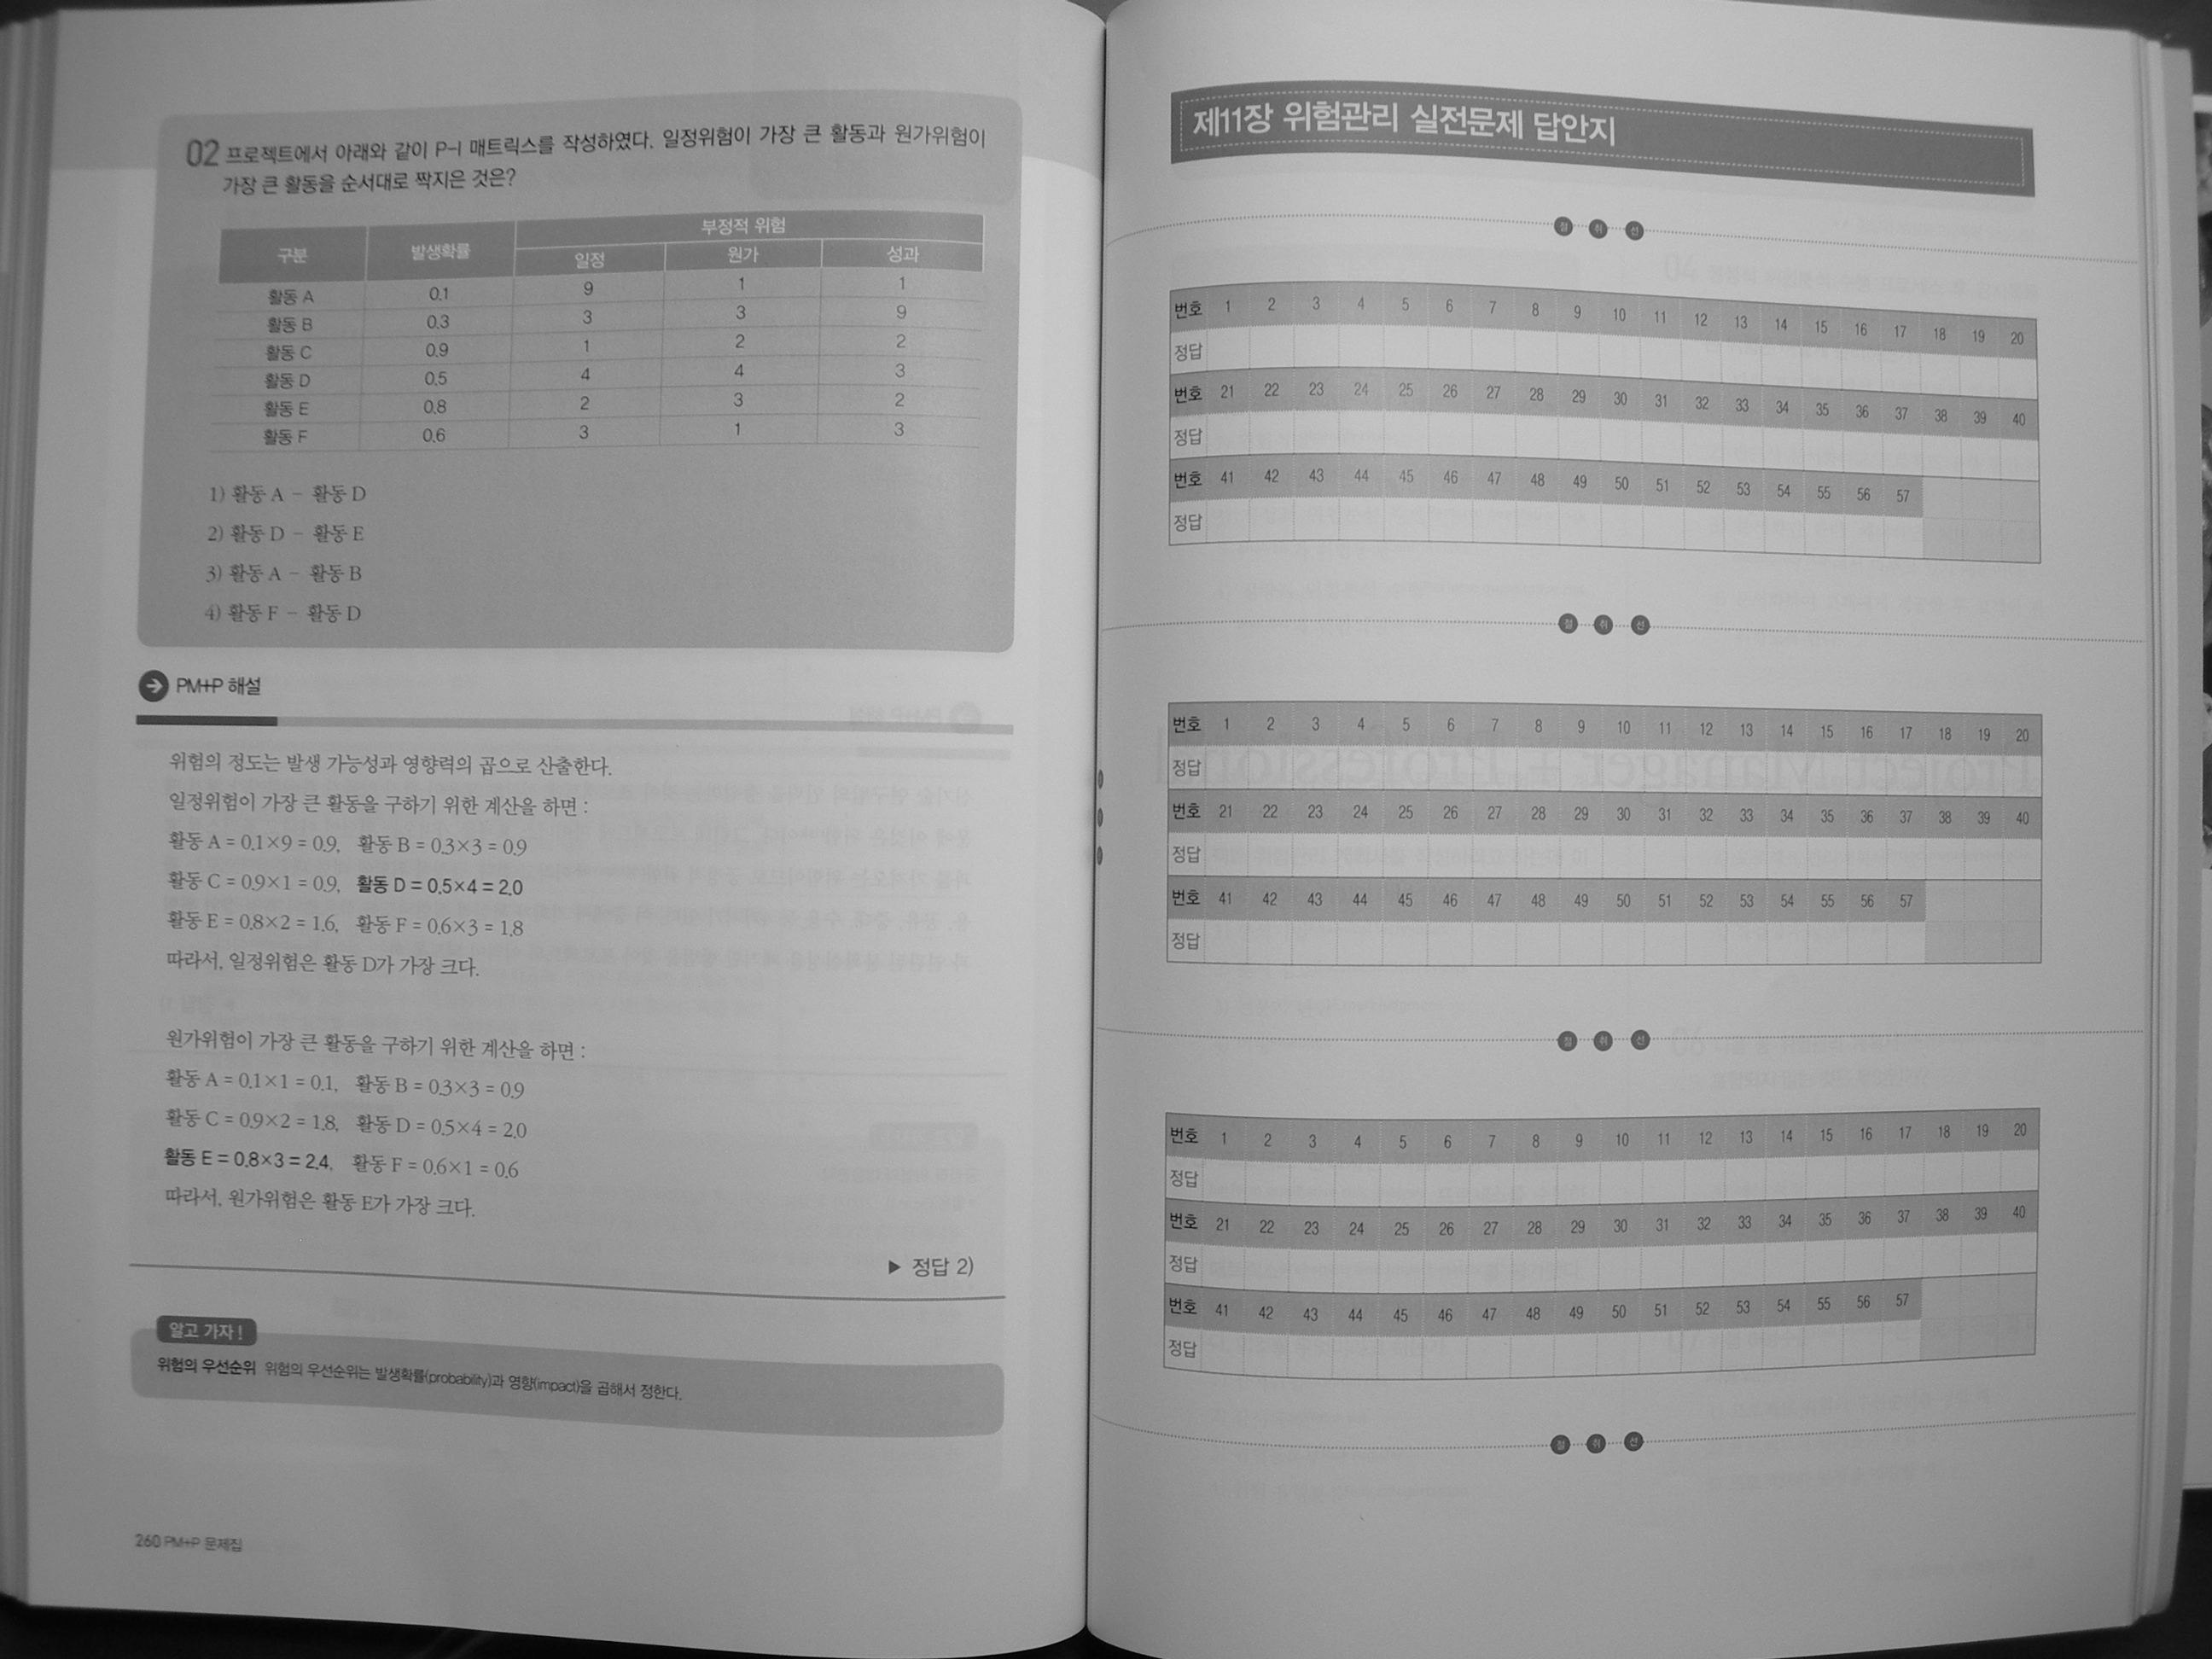 02 프로젝트에서 아래와 같이 P-I 매트릭스를 작성하였다. 일정위험이 가장 큰 활동과 원가위험이
가장 큰 활동을 순서대로 짝지은 것은?
구분 발생확률 부정적 위험
일정 원가 성과
활동 A 0.1 9 1 1
활동 B 0.3 3 3 9
활동 C 0.9 1 2 2
활동 D 0.5 4 4 3
활동 E 0.8 2 3 2
활동 F 0.6 3 1 3
1) 활동 A - 활동 D
2) 활동 D - 활동 E
3) 활동 A - 활동 B
4) 활동 F - 활동 D
PM+P 해설
위험의 정도는 발생 가능성과 영향력의 곱으로 산출한다.
일정위험이 가장 큰 활동을 구하기 위한 계산을 하면 :
활동 A = 0.1×9 = 0.9, 활동 B = 0.3×3 = 0.9
활동 C = 0.9×1 = 0.9, 활동 D = 0.5×4 = 2.0
활동 E = 0.8×2 = 1.6, 활동 F = 0.6×3 = 1.8
따라서, 일정위험은 활동 D가 가장 크다.
원가위험이 가장 큰 활동을 구하기 위한 계산을 하면 :
활동 A = 0.1×1 = 0.1, 활동 B = 0.3×3 = 0.9
활동 C = 0.9×2 = 1.8, 활동 D = 0.5×4 = 2.0
활동 E = 0.8×3 = 2.4, 활동 F = 0.6×1 = 0.6
따라서, 원가위험은 활동 E가 가장 크다.
▶ 정답 2)
알고 가자 !
위험의 우선순위 위험의 우선순위는 발생확률(probability)과 영향(impact)을 곱해서 정한다.
260 PM+P 문제집
제11장 위험관리 실전문제 답안지
절 취 선
번호 1 2 3 4 5 6 7 8 9 10 11 12 13 14 15 16 17 18 19 20
정답
번호 21 22 23 24 25 26 27 28 29 30 31 32 33 34 35 36 37 38 39 40
정답
번호 41 42 43 44 45 46 47 48 49 50 51 52 53 54 55 56 57
정답
절 취 선
번호 1 2 3 4 5 6 7 8 9 10 11 12 13 14 15 16 17 18 19 20
정답
번호 21 22 23 24 25 26 27 28 29 30 31 32 33 34 35 36 37 38 39 40
정답
번호 41 42 43 44 45 46 47 48 49 50 51 52 53 54 55 56 57
정답
절 취 선
번호 1 2 3 4 5 6 7 8 9 10 11 12 13 14 15 16 17 18 19 20
정답
번호 21 22 23 24 25 26 27 28 29 30 31 32 33 34 35 36 37 38 39 40
정답
번호 41 42 43 44 45 46 47 48 49 50 51 52 53 54 55 56 57
정답
절 취 선